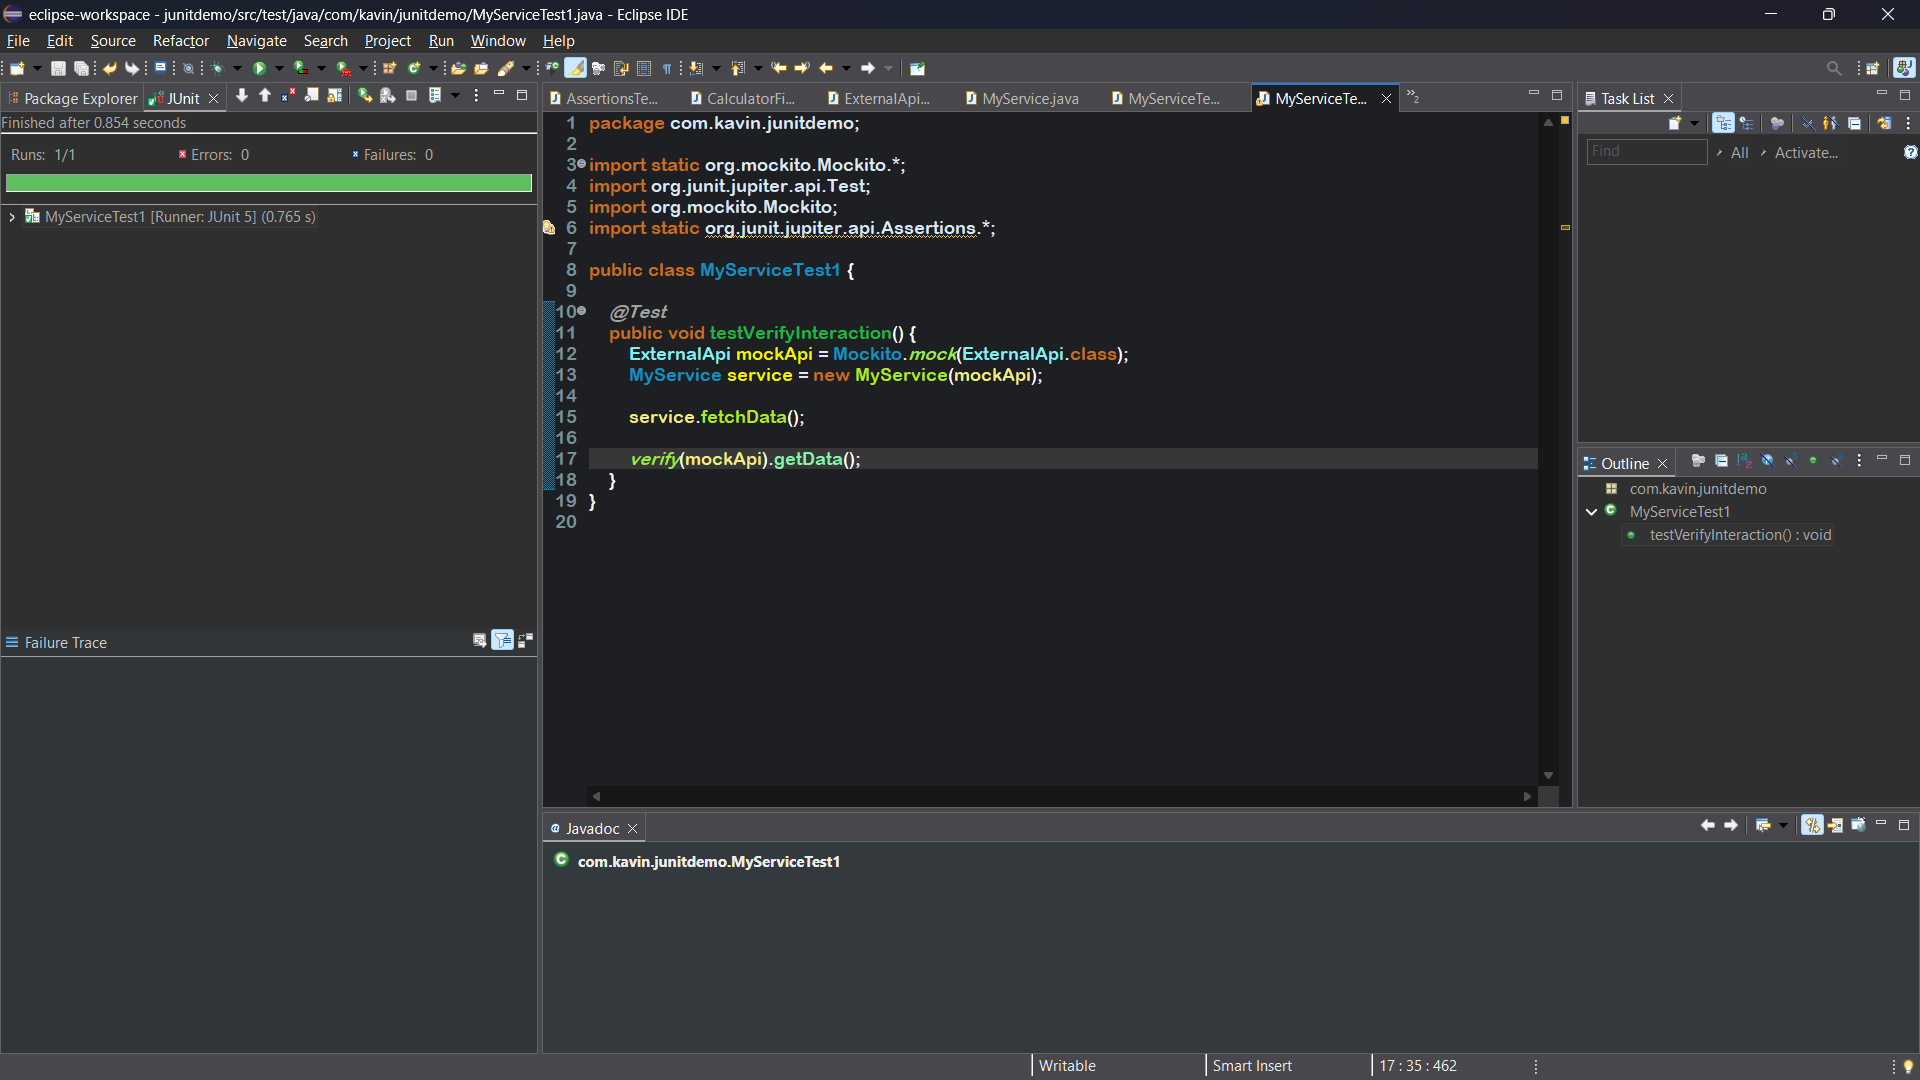 eclipse-workspace - junitdemo/src/test/java/com/kavin/junitdemo/MyServiceTest1.java - Eclipse IDE
File Edit Source Refactor Navigate Search Project Run Window Help
Package Explorer JUnit
Finished after 0.854 seconds
Runs: 1/1 Errors: 0 Failures: 0
MyServiceTest1 [Runner: JUnit 5] (0.765 s)
Failure Trace
AssertionsTe... CalculatorFi... ExternalApi... MyService.java MyServiceTe... MyServiceTe... »2
1 package com.kavin.junitdemo;
2
3 import static org.mockito.Mockito.*;
4 import org.junit.jupiter.api.Test;
5 import org.mockito.Mockito;
6 import static org.junit.jupiter.api.Assertions.*;
7
8 public class MyServiceTest1 {
9
10 @Test
11 public void testVerifyInteraction() {
12 ExternalApi mockApi = Mockito.mock(ExternalApi.class);
13 MyService service = new MyService(mockApi);
14
15 service.fetchData();
16
17 verify(mockApi).getData();
18 }
19 }
20
Task List
Find All Activate...
Outline
com.kavin.junitdemo
MyServiceTest1
testVerifyInteraction() : void
Javadoc
com.kavin.junitdemo.MyServiceTest1
Writable Smart Insert 17 : 35 : 462